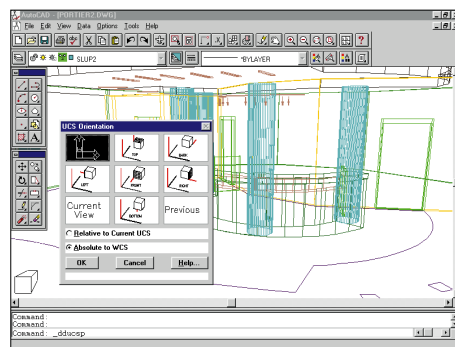 AutoCAD - [PORTIER2.DWG]
File Edit View Data Options Tools Help
SLUP2
BYLAYER
UCS Orientation
TOP
BACK
LEFT
FRONT
RIGHT
Current
View
BOTTOM
Previous
Relative to Current UCS
Absolute to WCS
OK Cancel Help...
Command:
Command:
Command: _dducsp